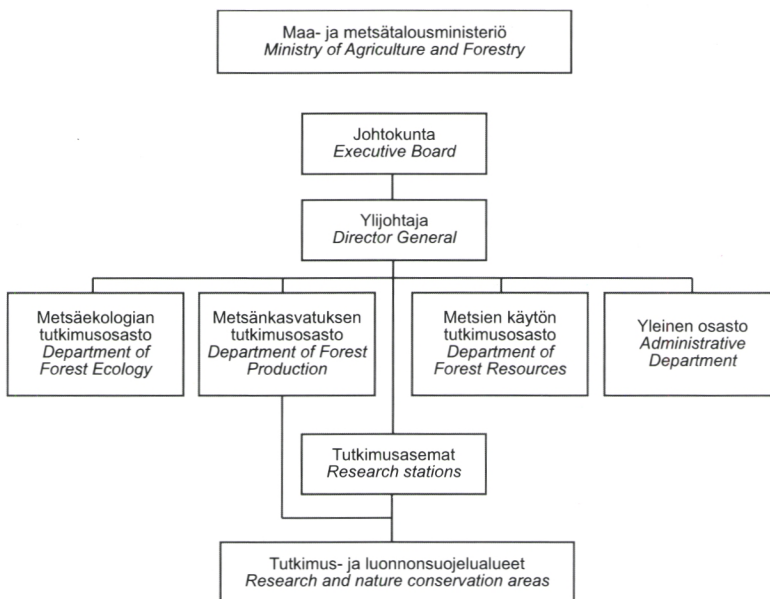 Maa- ja metsätalousministeriö
Ministry of Agriculture and Forestry
Johtokunta
Executive Board
Ylijohtaja
Director General
Metsäekologian
tutkimusosasto
Department of
Forest Ecology
Metsänkasvatuksen
tutkimusosasto
Department of Forest
Production
Metsien käytön
tutkimusosasto
Department of
Forest Resources
Yleinen osasto
Administrative
Department
Tutkimusasemat
Research stations
Tutkimus- ja luonnonsuojelualueet
Research and nature conservation areas